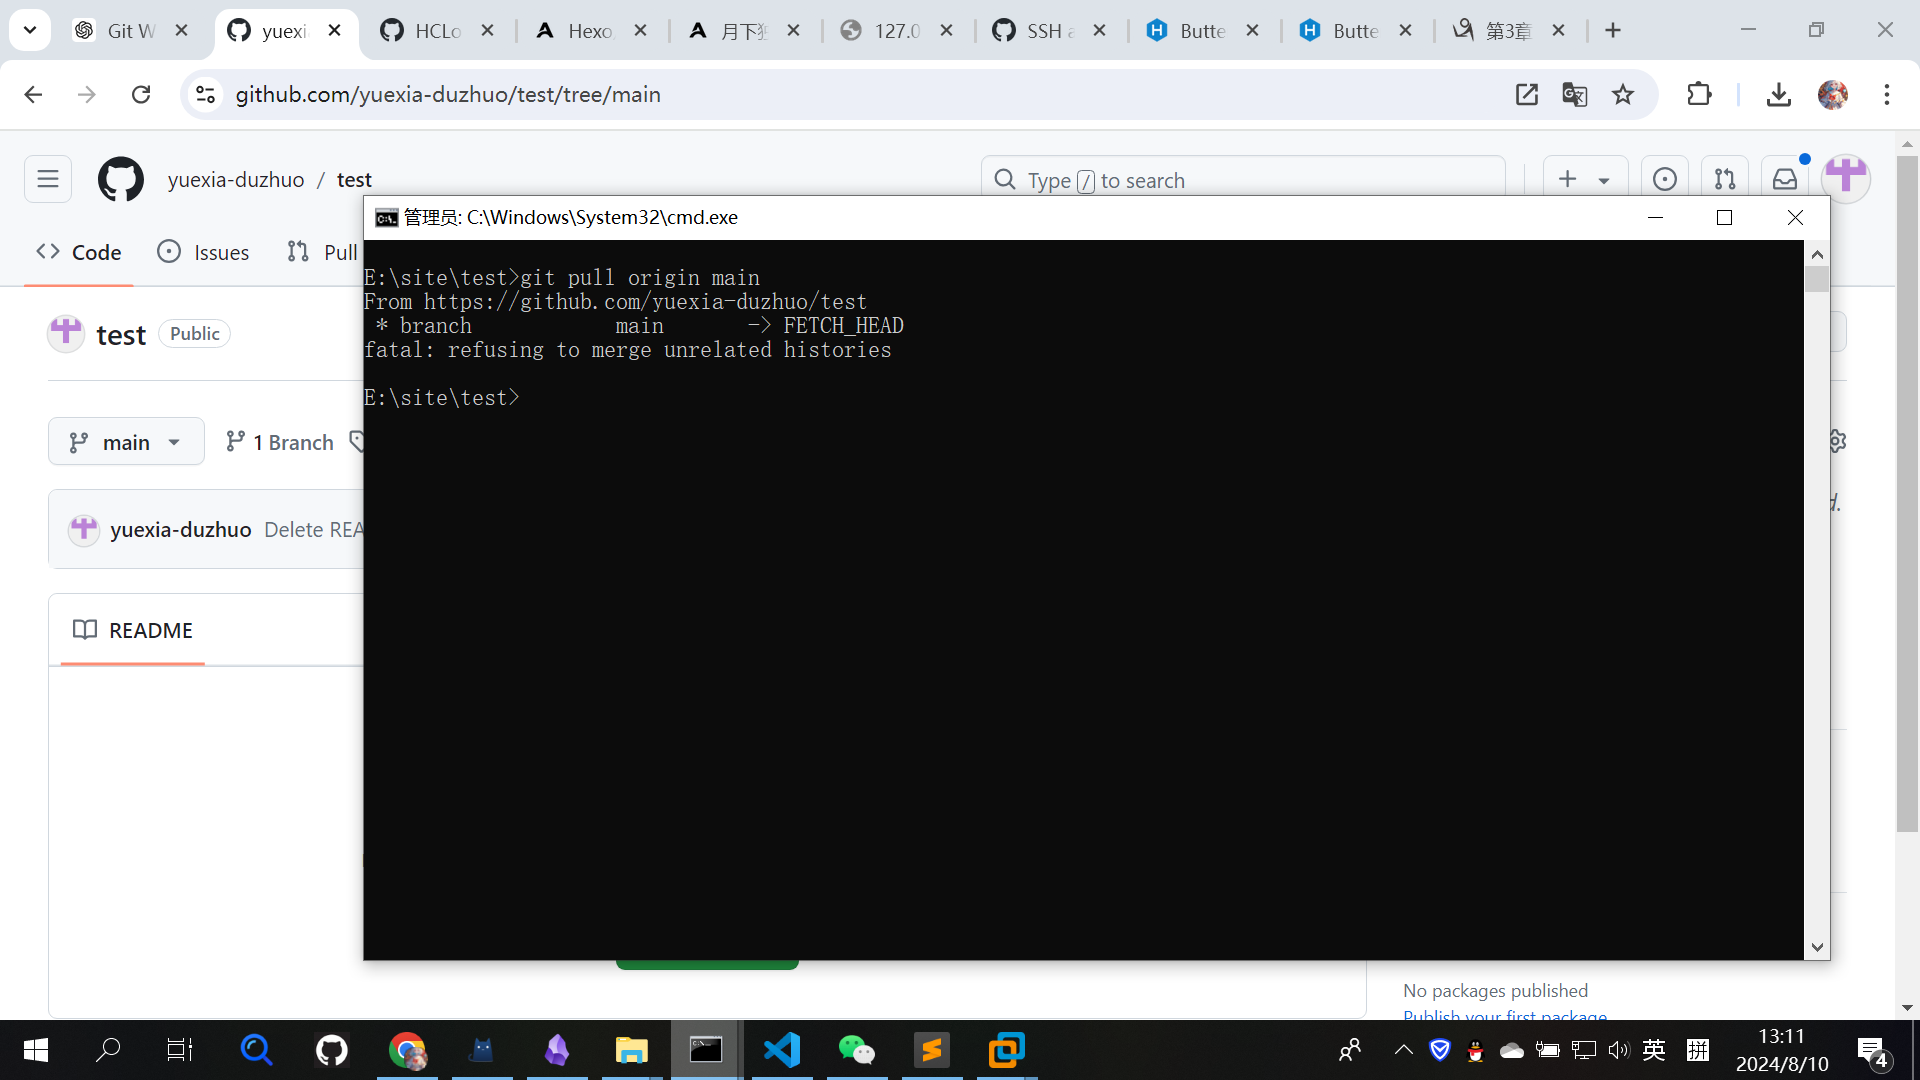 Git W
yuexi
HCLo
Hexo
月下独
127.0
SSH a
Butte
Butte
第3章
github.com/yuexia-duzhuo/test/tree/main
yuexia-duzhuo / test
Type / to search
Code
Issues
Pull
管理员: C:\Windows\System32\cmd.exe
E:\site\test>git pull origin main
From https://github.com/yuexia-duzhuo/test
 * branch            main       -> FETCH_HEAD
fatal: refusing to merge unrelated histories
E:\site\test>
test
Public
main
1 Branch
d.
yuexia-duzhuo Delete REA
README
No packages published
Publish your first package
英
拼
13:11
2024/8/10
4